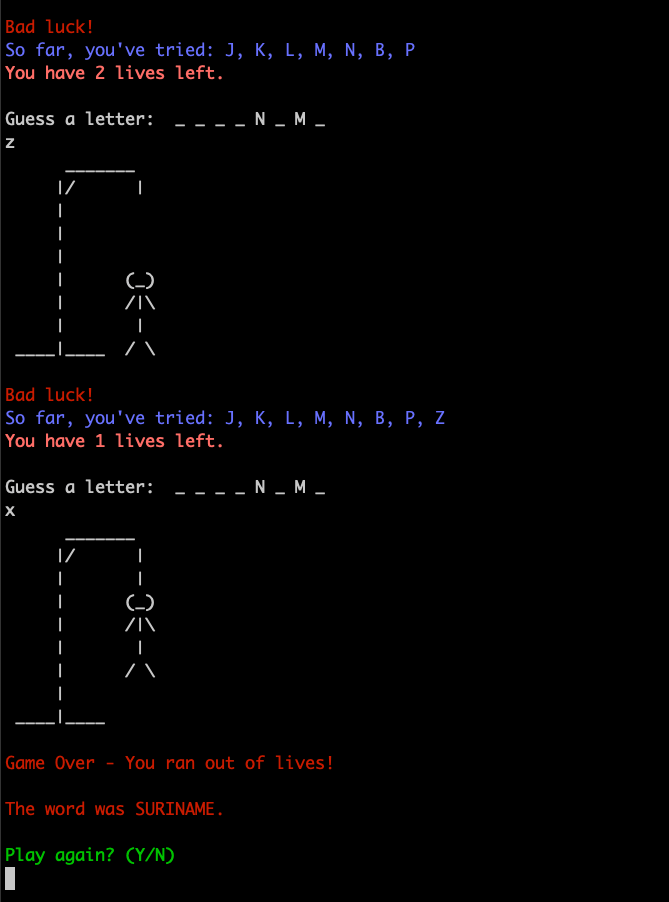 Bad luck!
So far, you've tried: J, K, L, M, N, B, P
You have 2 lives left.
Guess a letter:  _ _ _ _ N _ M _
z
Bad luck!
So far, you've tried: J, K, L, M, N, B, P, Z
You have 1 lives left.
Guess a letter:  _ _ _ _ N _ M _
x
Game Over - You ran out of lives!
The word was SURINAME.
Play again? (Y/N)